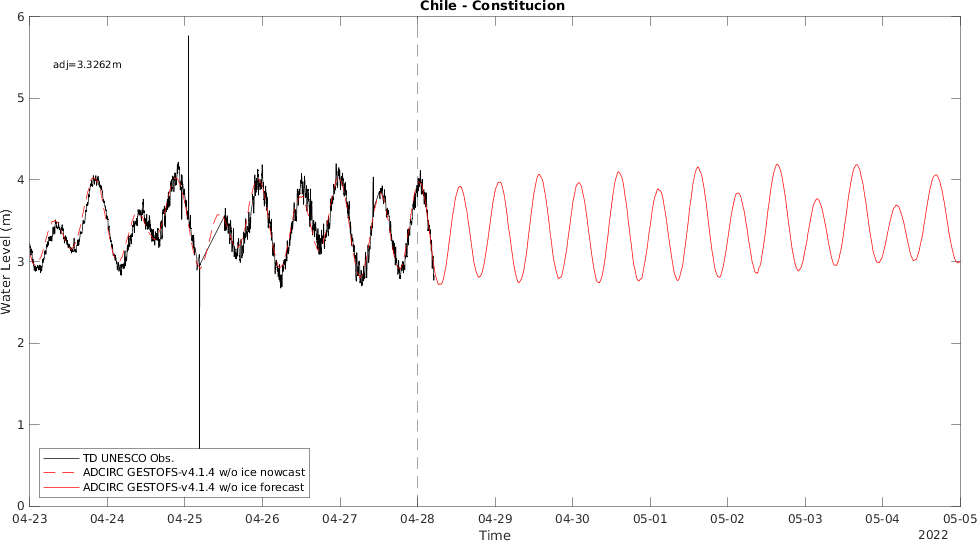 Chile - Constitucion
6
adj=3.3262m
5
4
3
2
1
0
Water Level (m)
TD UNESCO Obs.
ADCIRC GESTOFS-v4.1.4 w/o ice nowcast
ADCIRC GESTOFS-v4.1.4 w/o ice forecast
04-23 04-24 04-25 04-26 04-27 04-28 04-29 04-30 05-01 05-02 05-03 05-04 05-05
Time
2022